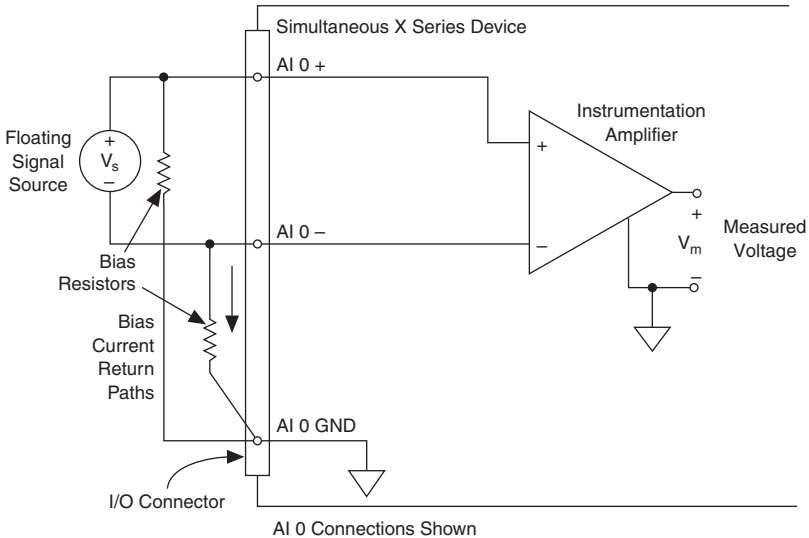 Simultaneous X Series Device
AI 0 +
Instrumentation
Amplifier
Floating
Signal
Source
+
Vs
–
+
–
+
Vm
–
Measured
Voltage
AI 0 –
Bias
Resistors
Bias
Current
Return
Paths
AI 0 GND
I/O Connector
AI 0 Connections Shown